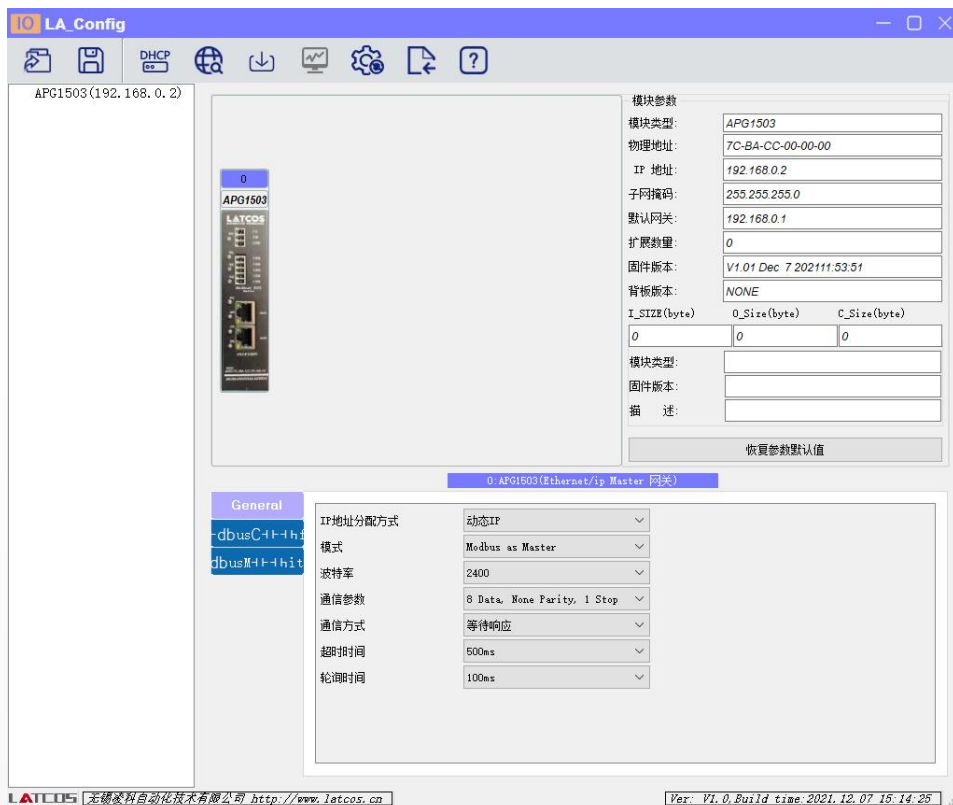 IO LA_Config
DHCP
APG1503(192.168.0.2)
0
APG1503
LATCOS
模块参数
模块类型: APG1503
物理地址: 7C-BA-CC-00-00-00
IP 地址: 192.168.0.2
子网掩码: 255.255.255.0
默认网关: 192.168.0.1
扩展数量: 0
固件版本: V1.01 Dec 7 202111:53:51
背板版本: NONE
I_SIZE(byte) O_Size(byte) C_Size(byte)
0 0 0
模块类型:
固件版本:
描 述:
恢复参数默认值
0:APG1503(Ethernet/ip Master 网关)
General
dbusC
dbusM
IP地址分配方式 动态IP
模式 Modbus as Master
波特率 2400
通信参数 8 Data, None Parity, 1 Stop
通信方式 等待响应
超时时间 500ms
轮询时间 100ms
LATCOS 无锡凌科自动化技术有限公司 http://www.latcos.cn
Ver: V1.0,Build time:2021.12.07 15:14:25